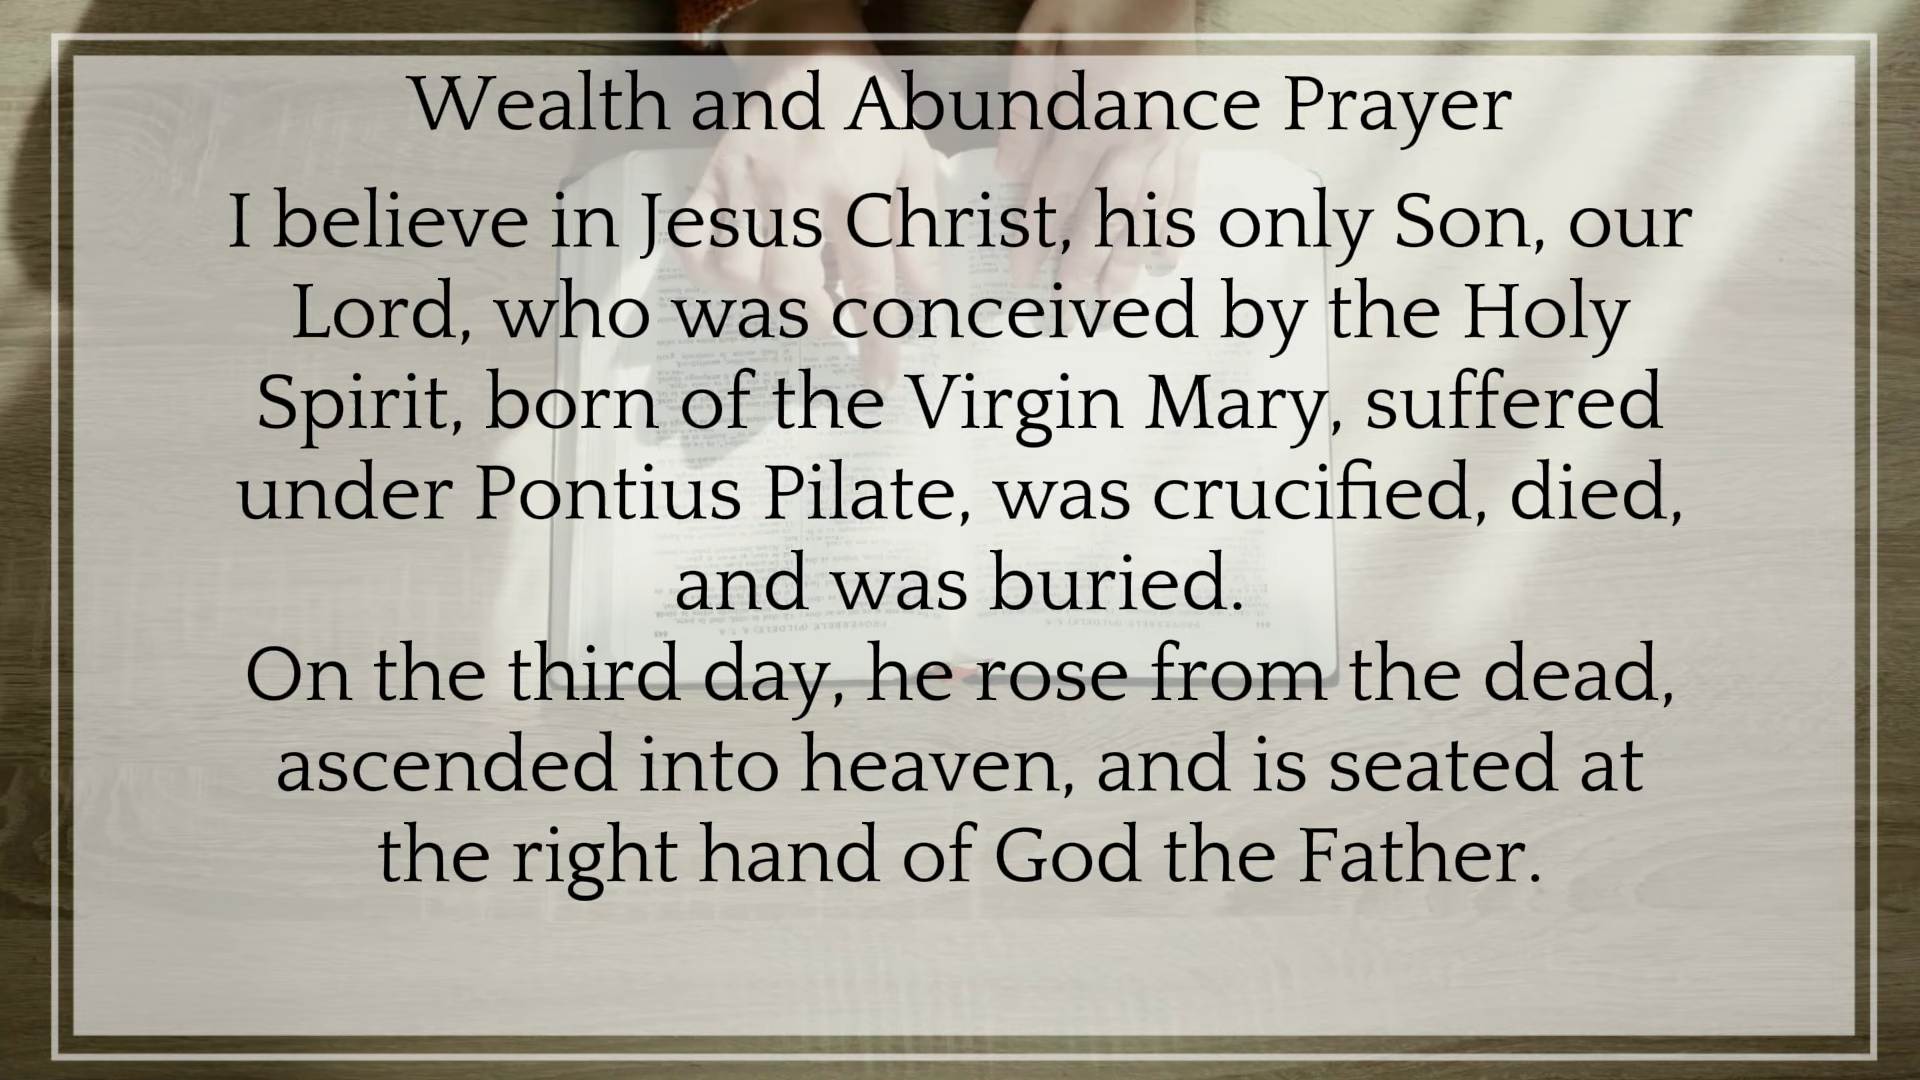 Wealth and Abundance Prayer
I believe in Jesus Christ, his only Son, our
Lord, who was conceived by the Holy
Spirit, born of the Virgin Mary, suffered
under Pontius Pilate, was crucified, died,
and was buried.
On the third day, he rose from the dead,
ascended into heaven, and is seated at
the right hand of God the Father.